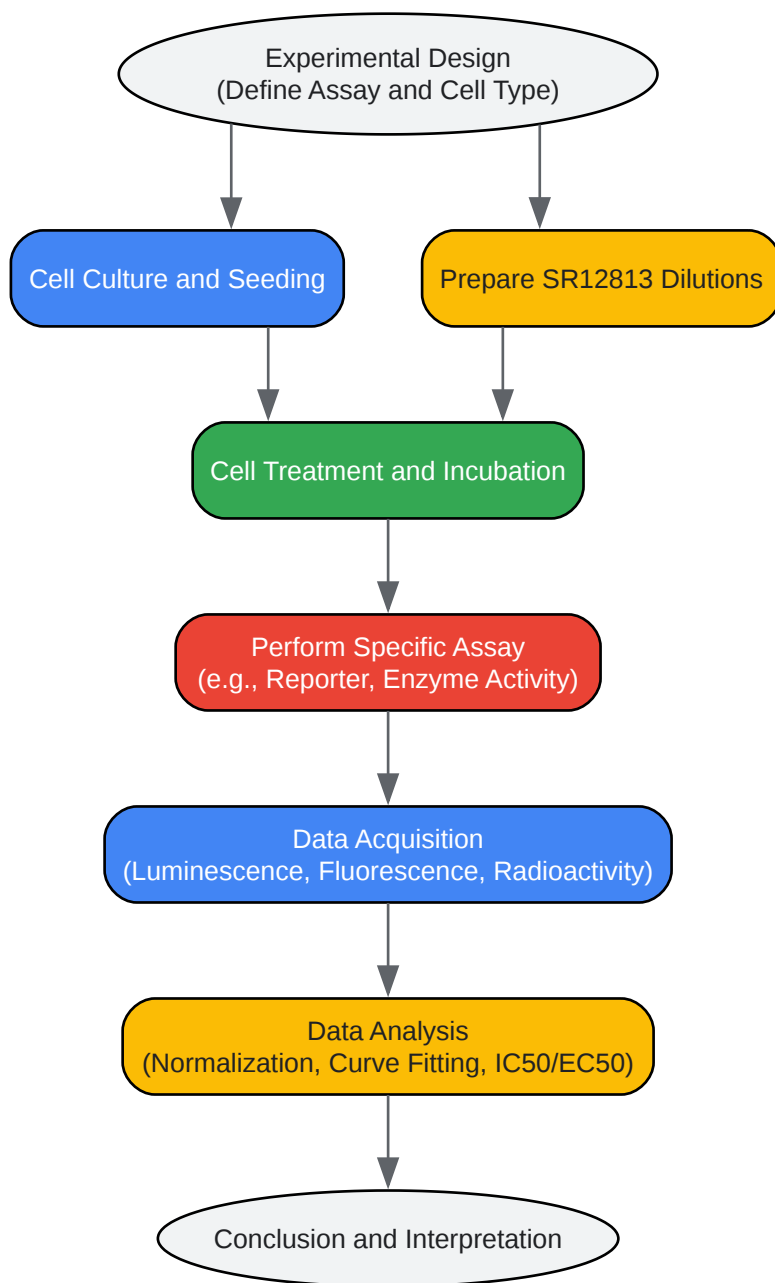 Experimental Design
(Define Assay and Cell Type)
Cell Culture and Seeding
Prepare SR12813 Dilutions
Cell Treatment and Incubation
Perform Specific Assay
(e.g., Reporter, Enzyme Activity)
Data Acquisition
(Luminescence, Fluorescence, Radioactivity)
Data Analysis
(Normalization, Curve Fitting, IC50/EC50)
Conclusion and Interpretation